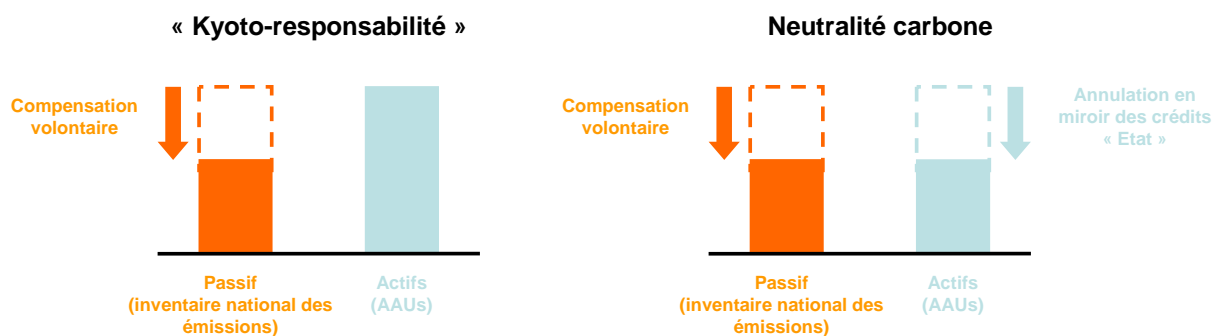 « Kyoto-responsabilité »
Neutralité carbone
Compensation
volontaire
Compensation
volontaire
Annulation en
miroir des crédits
« Etat »
Passif
(inventaire national des
émissions)
Actifs
(AAUs)
Passif
(inventaire national des
émissions)
Actifs
(AAUs)